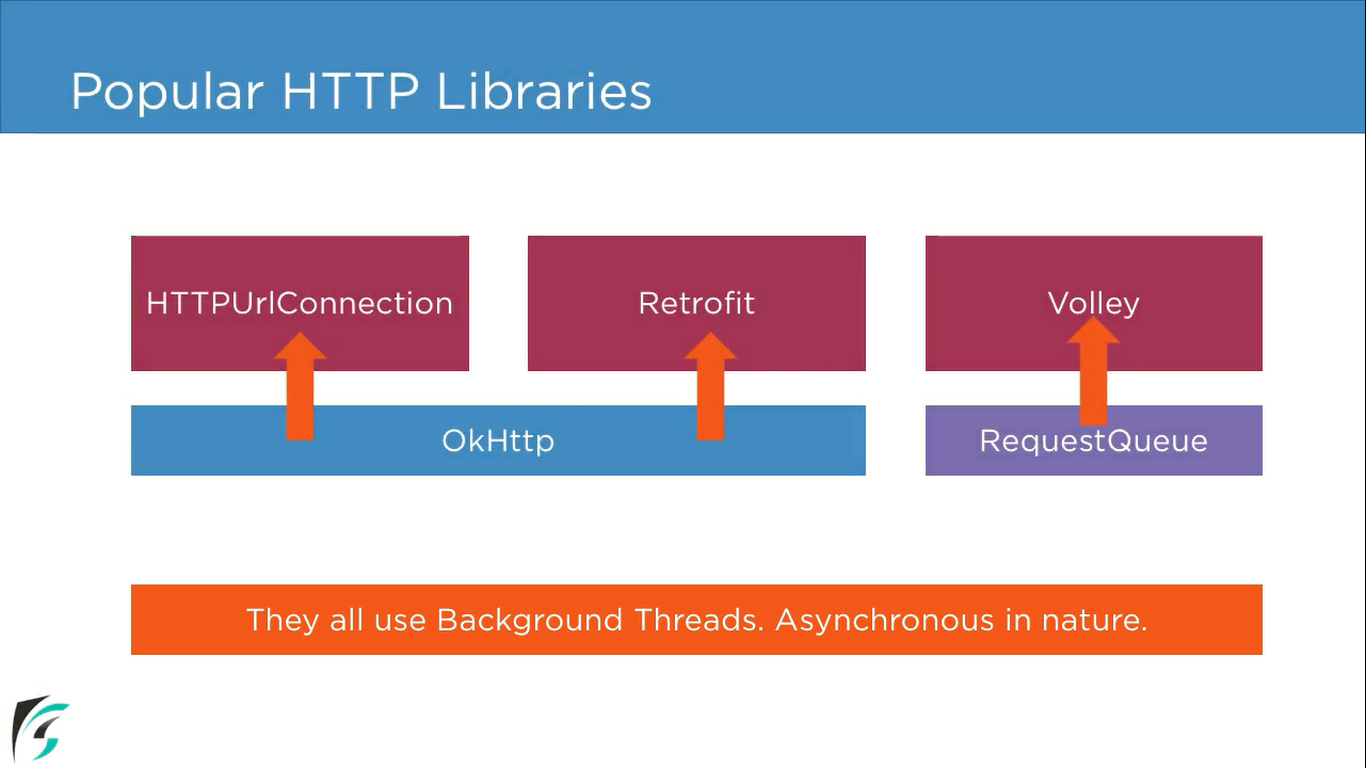 Popular HTTP Libraries
HTTPUrlConnection
Retrofit
Volley
OkHttp
RequestQueue
They all use Background Threads. Asynchronous in nature.